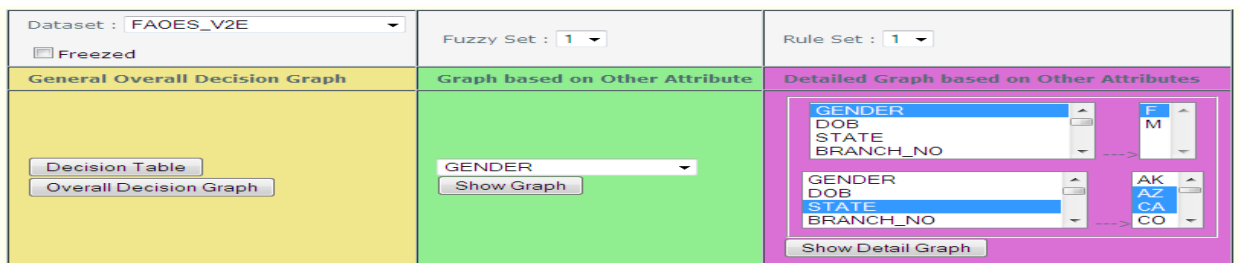 Dataset : FAOES_V2E
Freezed
Fuzzy Set : 1
Rule Set : 1
General Overall Decision Graph
Graph based on Other Attribute
Detailed Graph based on Other Attributes
Decision Table
Overall Decision Graph
GENDER
Show Graph
GENDER
DOB
STATE
BRANCH_NO
--->
F
M
GENDER
DOB
STATE
BRANCH_NO
--->
AK
AZ
CA
CO
Show Detail Graph